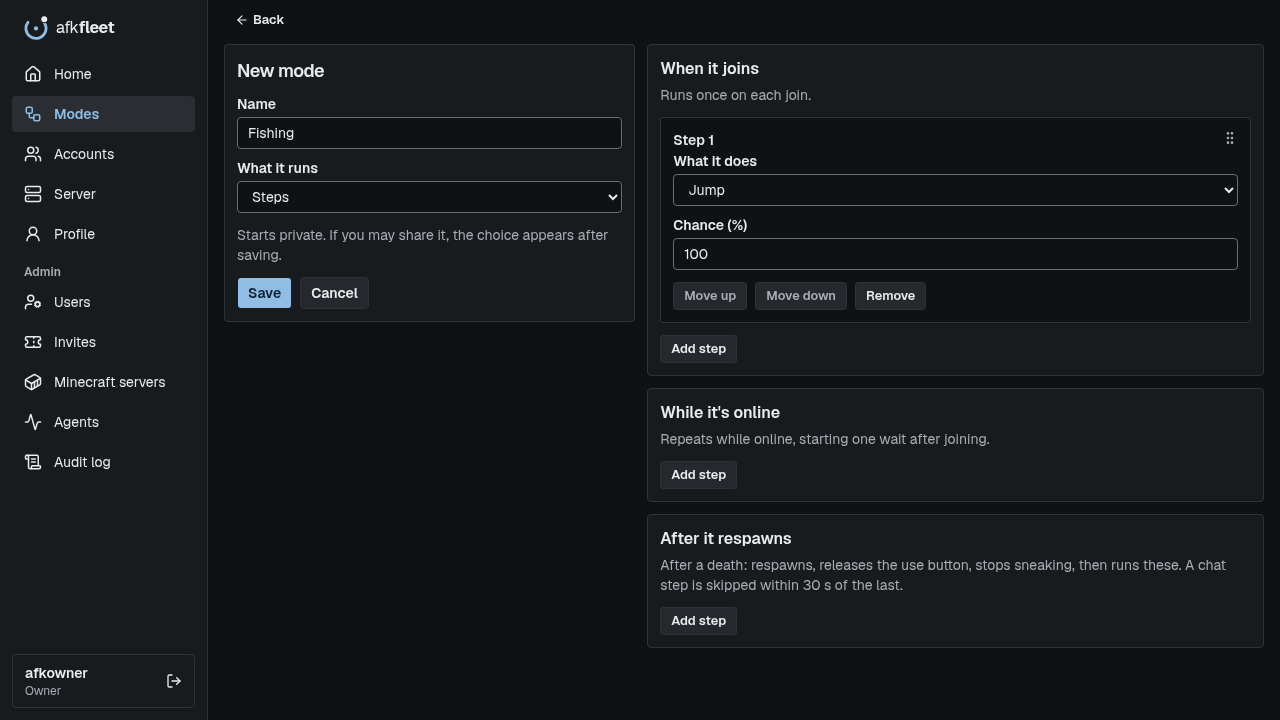 afkfleet
Home
Modes
Accounts
Server
Profile
Admin
Users
Invites
Minecraft servers
Agents
Audit log
afkowner
Owner
Back
New mode
Name
Fishing
What it runs
Steps
Starts private. If you may share it, the choice appears after
saving.
Save
Cancel
When it joins
Runs once on each join.
Step 1
What it does
Jump
Chance (%)
100
Move up
Move down
Remove
Add step
While it's online
Repeats while online, starting one wait after joining.
Add step
After it respawns
After a death: respawns, releases the use button, stops sneaking, then runs these. A chat
step is skipped within 30 s of the last.
Add step